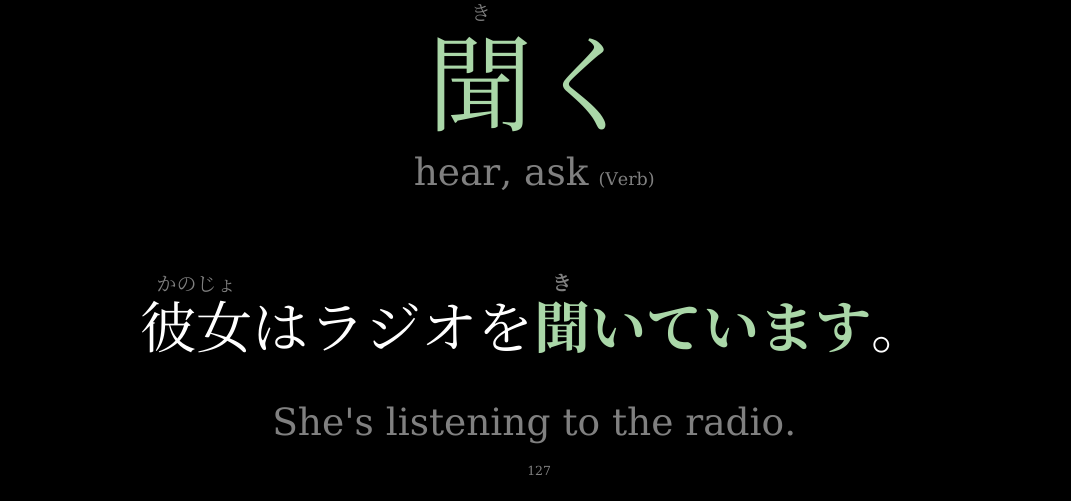 き
聞く
hear, ask (Verb)
かのじょ き
彼女はラジオを聞いています。
She's listening to the radio.
127